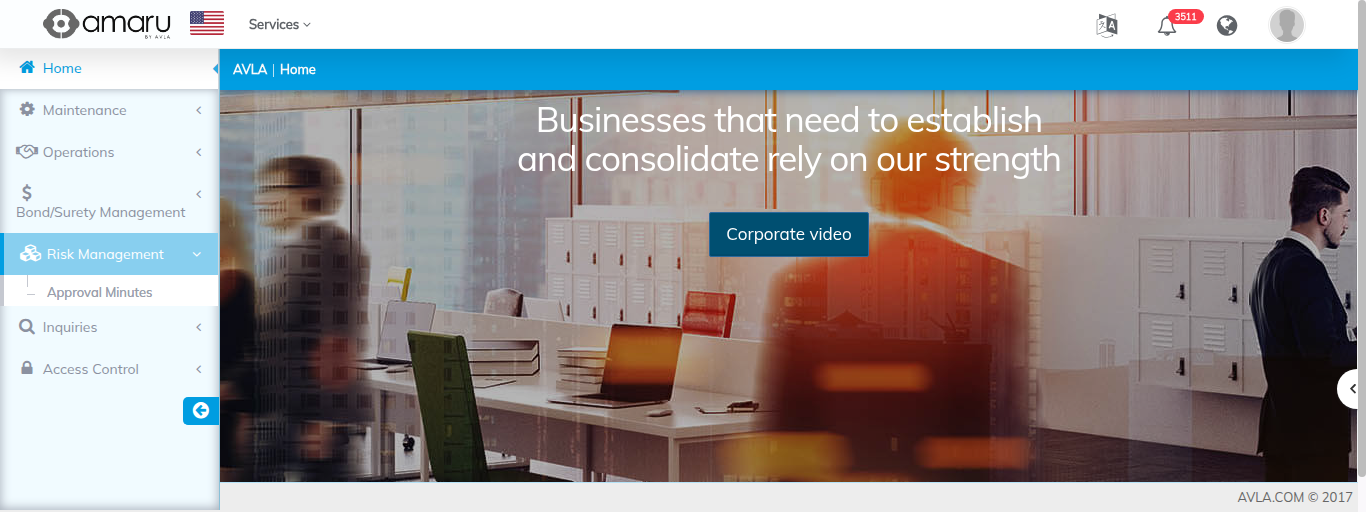 amaru
BY AVLA
Services
3511
Home
AVLA | Home
Maintenance
Operations
Bond/Surety Management
Risk Management
Approval Minutes
Inquiries
Access Control
Businesses that need to establish
and consolidate rely on our strength
Corporate video
AVLA.COM © 2017